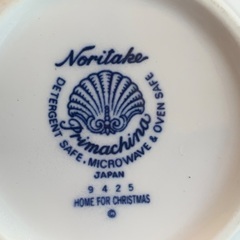 Noritake
Primachina
DETERGENT SAFE, MICROWAVE & OVEN SAFE
JAPAN
9425
HOME FOR CHRISTMAS
©